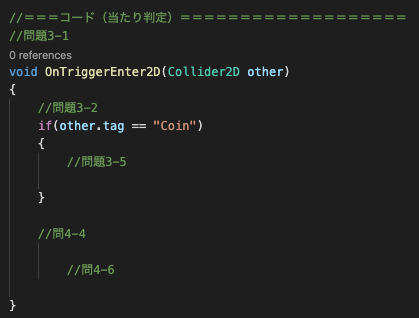 //＝＝＝コード（当たり判定）＝＝＝＝＝＝＝＝＝＝＝＝＝＝＝＝＝＝＝
//問題3-1
0 references
void OnTriggerEnter2D(Collider2D other)
{
//問題3-2
if(other.tag == "Coin")
{
//問題3-5
}
//問4-4
//問4-6
}